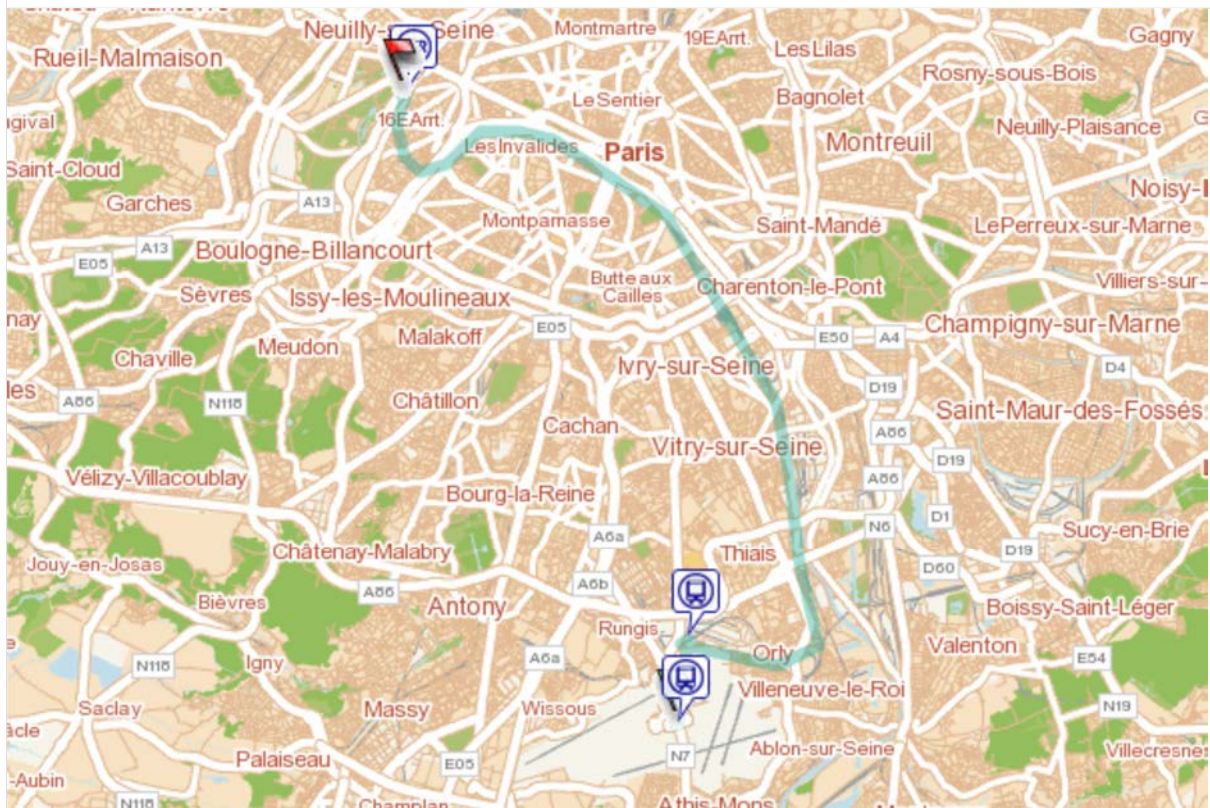 Neuilly- Seine
Montmartre
19EArrt.
Les Lilas
Gagny
Rueil-Malmaison
Rosny-sous-Bois
Le Sentier
Bagnolet
16EArrt.
Neuilly-Plaisance
Les Invalides
Paris
Montreuil
Saint-Cloud
Garches
A13
Noisy-
Montparnasse
Saint-Mandé
Le Perreux-sur-Marne
A13
Boulogne-Billancourt
E05
Butte aux
Cailles
Charenton-le-Pont
Villiers-sur-
Sèvres
Issy-les-Moulineaux
E05
Malakoff
Champigny-sur-Marne
E50
A4
Chaville
Meudon
Ivry-sur-Seine
D4
D19
A86
N118
Châtillon
Saint-Maur-des-Fossés
Cachan
A86
Vitry-sur-Seine
D19
Vélizy-Villacoublay
A86
Bourg-la-Reine
D1
N6
Sucy-en-Brie
A6a
Châtenay-Malabry
Thiais
D19
Jouy-en-Josas
D60
A86
A6b
Bièvres
Antony
Boissy-Saint-Léger
Rungis
Valenton
Orly
A6a
E54
N118
Igny
Villeneuve-le-Roi
Saclay
Massy
Wissous
N19
Palaiseau
N7
Ablon-sur-Seine
Villecresnes
E05
-Aubin
N118
Champlan
Athis-Mons